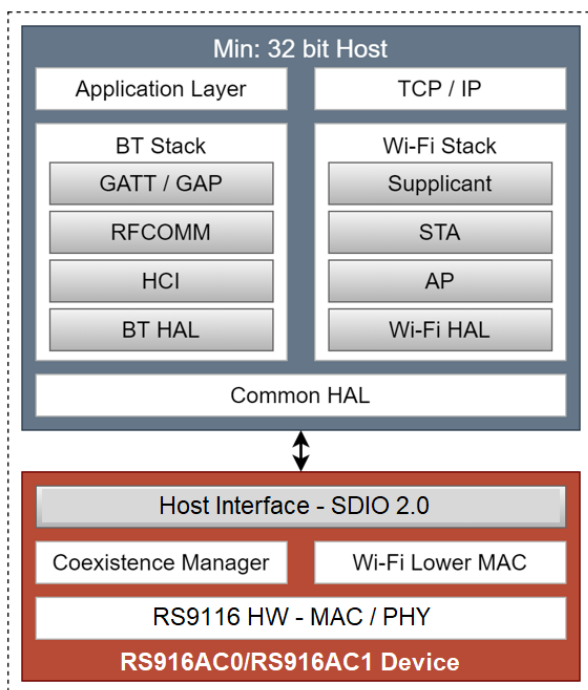 Min: 32 bit Host
Application Layer
TCP / IP
BT Stack
GATT / GAP
RFCOMM
HCI
BT HAL
Wi-Fi Stack
Supplicant
STA
AP
Wi-Fi HAL
Common HAL
Host Interface - SDIO 2.0
Coexistence Manager
Wi-Fi Lower MAC
RS9116 HW - MAC / PHY
RS916AC0/RS916AC1 Device